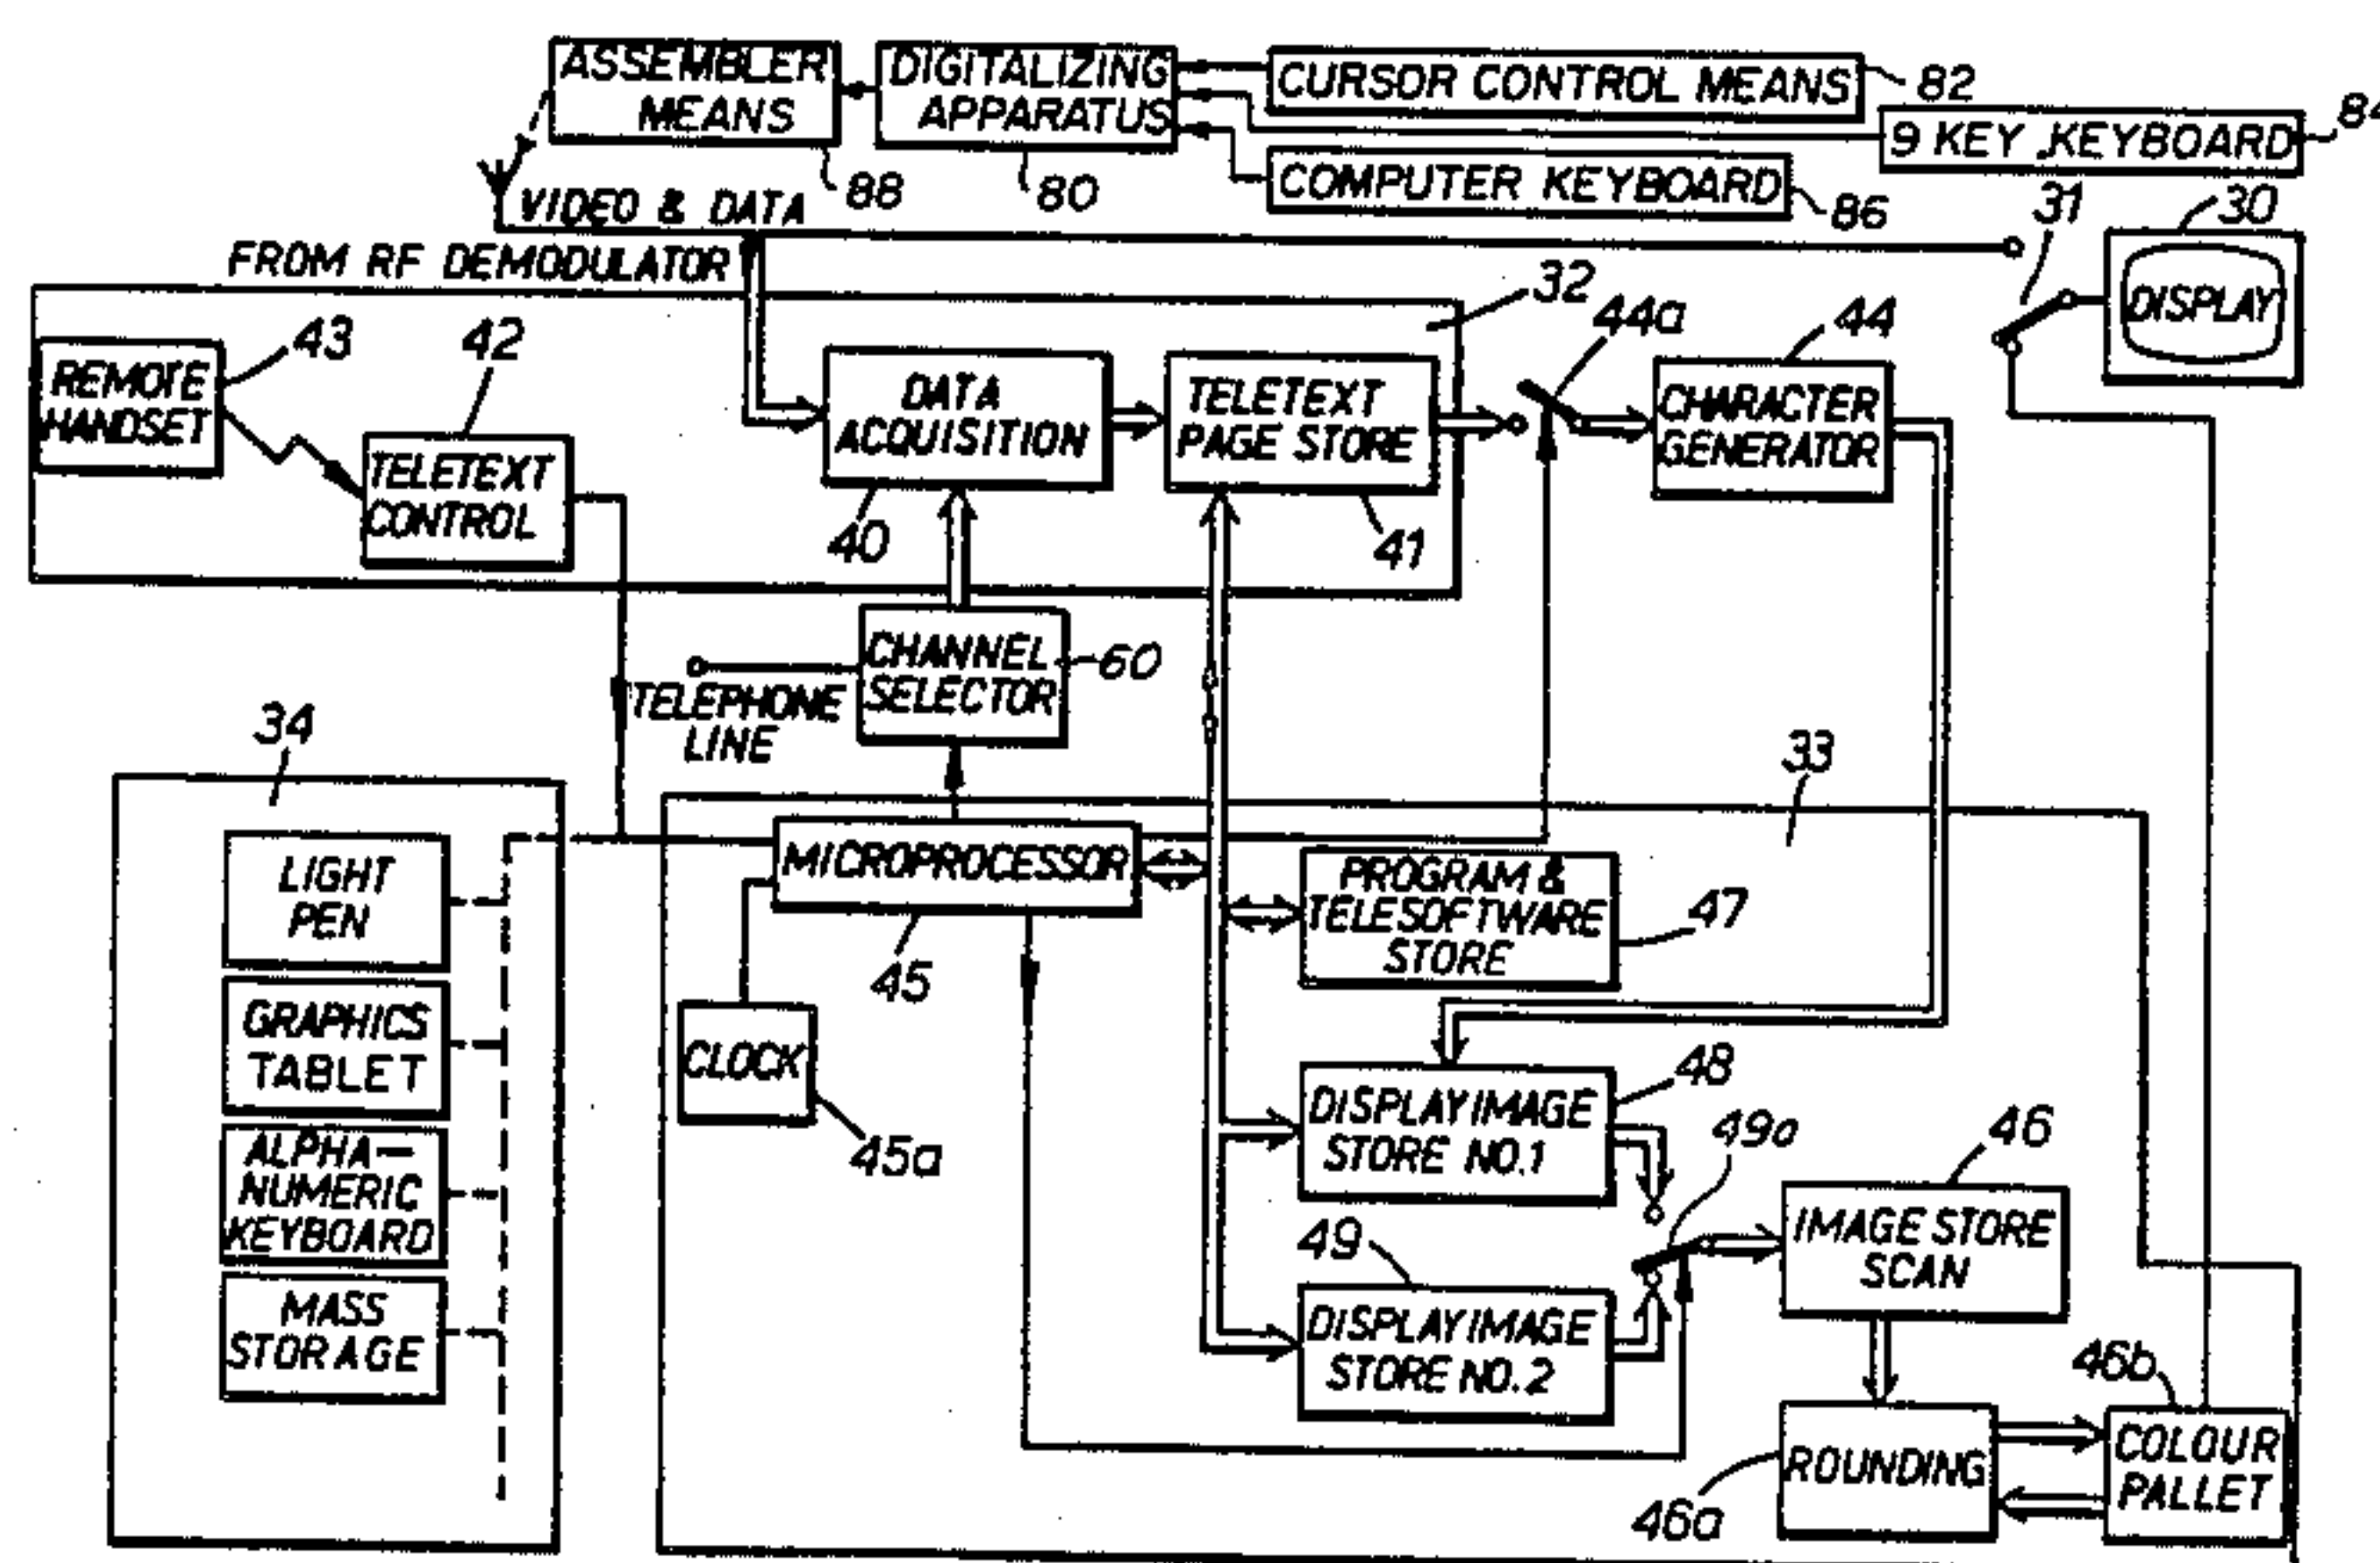 ASSEMBLER
MEANS
88
DIGITALIZING
APPARATUS
80
CURSOR CONTROL MEANS
82
9 KEY .KEYBOARD
84
COMPUTER KEYBOARD
86
VIDEO & DATA
FROM RF DEMODULATOR
31
30
DISPLAY
32
REMOTE
HANDSET
43
42
TELETEXT
CONTROL
DATA
ACQUISITION
40
TELETEXT
PAGE STORE
41
44a
44
CHARACTER
GENERATOR
CHANNEL
SELECTOR
60
TELEPHONE
LINE
34
LIGHT
PEN
GRAPHICS
TABLET
ALPHA—
NUMERIC
KEYBOARD
MASS
STORAGE
33
MICROPROCESSOR
45
CLOCK
45a
PROGRAM &
TELESOFTWARE
STORE
47
DISPLAY IMAGE
STORE NO.1
48
49a
DISPLAY IMAGE
STORE NO.2
49
46
IMAGE STORE
SCAN
ROUNDING
46a
46b
COLOUR
PALLET